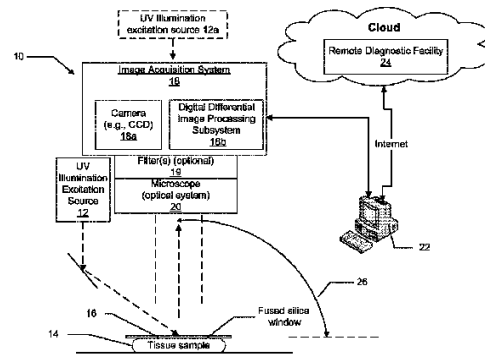 UV Illumination
excitation source 12a
Cloud
Remote Diagnostic Facility
24
10
Image Acquisition System
18
Camera
(e.g., CCD)
18a
Digital Differential
Image Processing
Subsystem
18b
Internet
UV
Illumination
Excitation
Source
12
Filter(s) (optional)
19
Microscope
(optical system)
20
22
26
16
Fused silica
window
14
Tissue sample